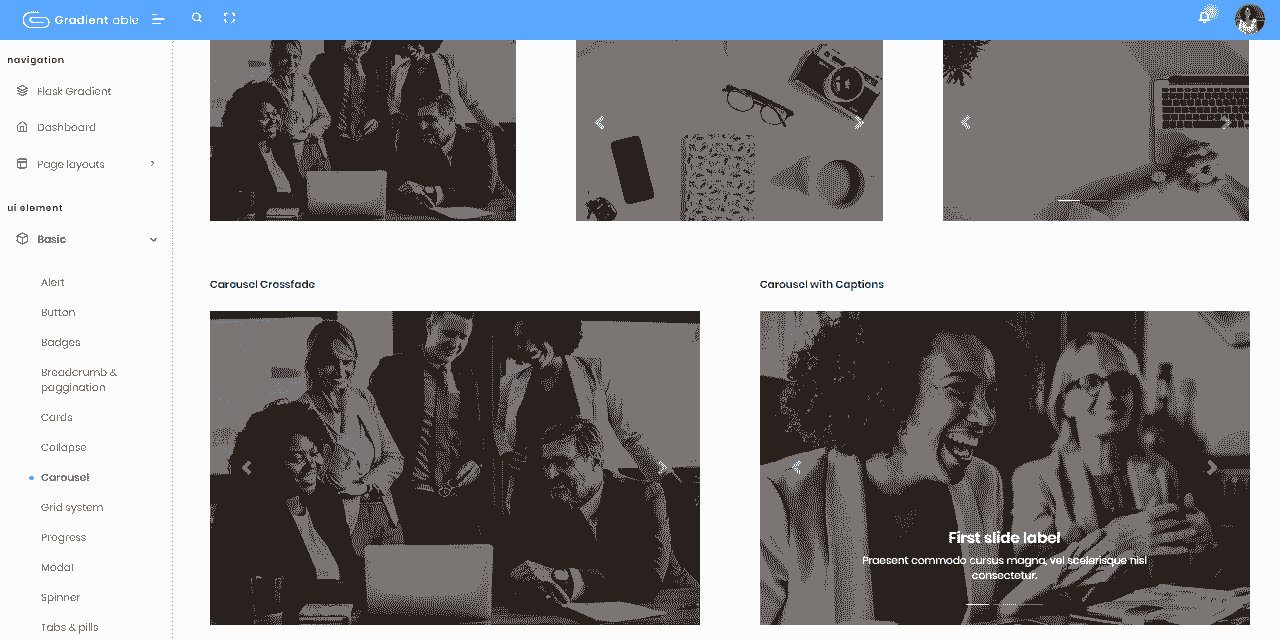 Gradient able
navigation
Flask Gradient
Dashboard
Page layouts
ui element
Basic
Alert
Button
Badges
Breadcrumb &
paggination
Cards
Collapse
Carousel
Grid system
Progress
Modal
Spinner
Tabs & pills
Carousel Crossfade
Carousel with Captions
First slide label
Praesent commodo cursus magna, vel scelerisque nisl
consectetur.